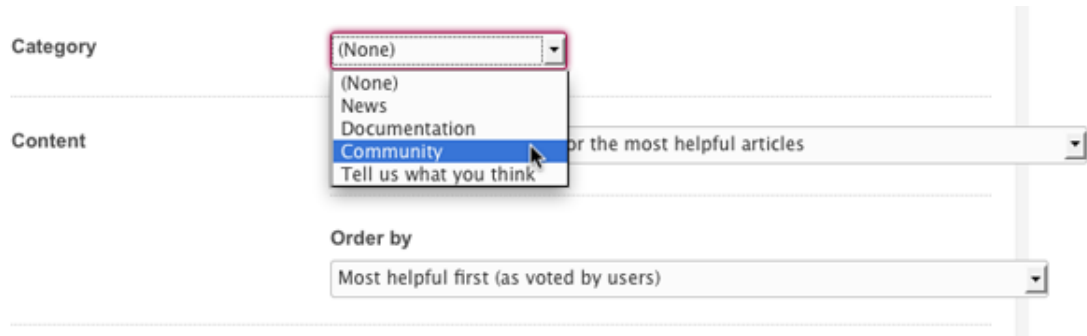 Category
(None)
(None)
News
Documentation
Community
Tell us what you think
Content
or the most helpful articles
Order by
Most helpful first (as voted by users)